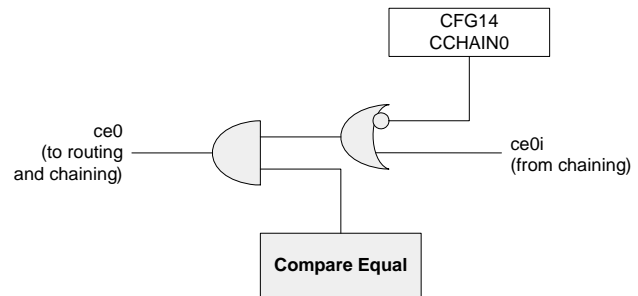 CFG14
CCHAIN0
ce0
(to routing
and chaining)
ce0i
(from chaining)
Compare Equal